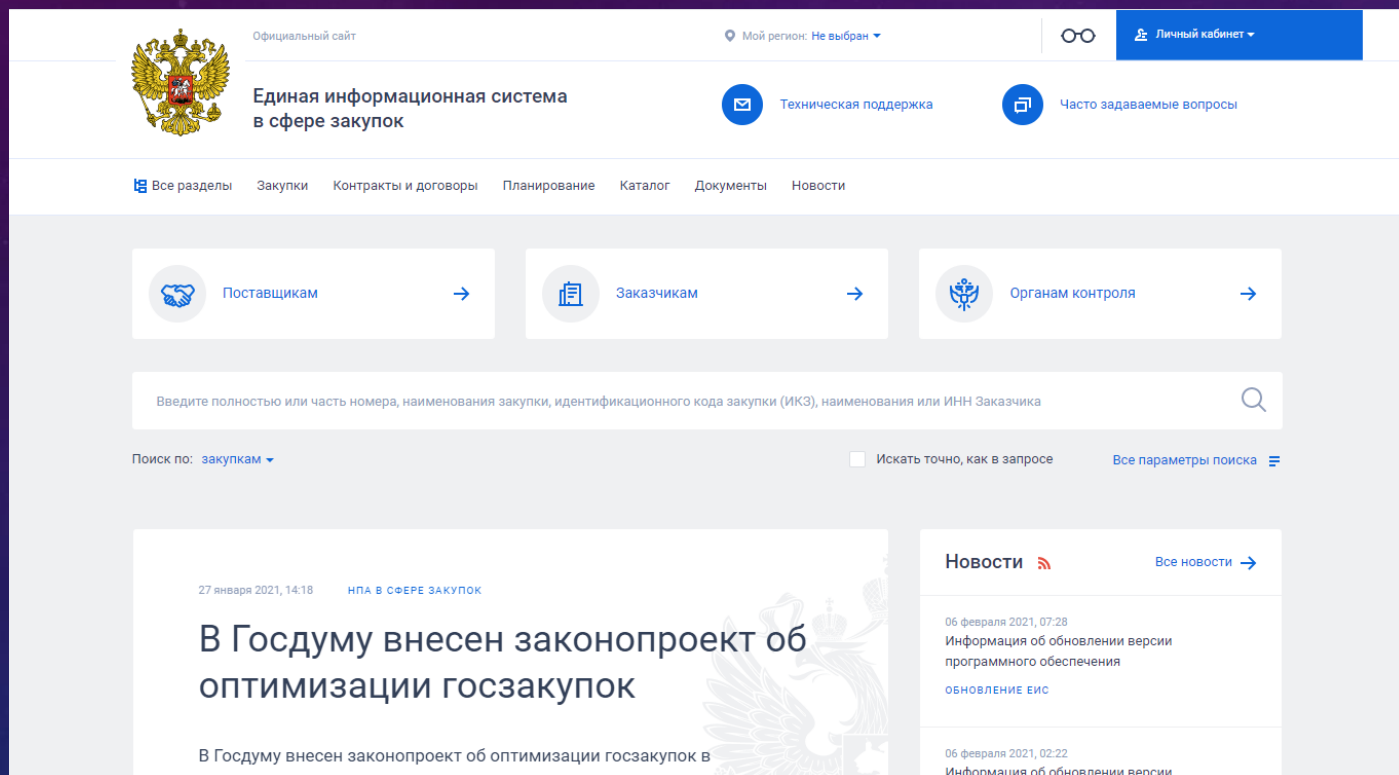 Официальный сайт
Мой регион: Не выбран
Личный кабинет
Единая информационная система
в сфере закупок
Техническая поддержка
Часто задаваемые вопросы
Все разделы Закупки Контракты и договоры Планирование Каталог Документы Новости
Поставщикам
Заказчикам
Органам контроля
Введите полностью или часть номера, наименования закупки, идентификационного кода закупки (ИКЗ), наименования или ИНН Заказчика
Поиск по: закупкам
Искать точно, как в запросе
Все параметры поиска
27 января 2021, 14:18 НПА В СФЕРЕ ЗАКУПОК
В Госдуму внесен законопроект об
оптимизации госзакупок
В Госдуму внесен законопроект об оптимизации госзакупок в
Новости
Все новости
06 февраля 2021, 07:28
Информация об обновлении версии
программного обеспечения
ОБНОВЛЕНИЕ ЕИС
06 февраля 2021, 02:22
Информация об обновлении версии